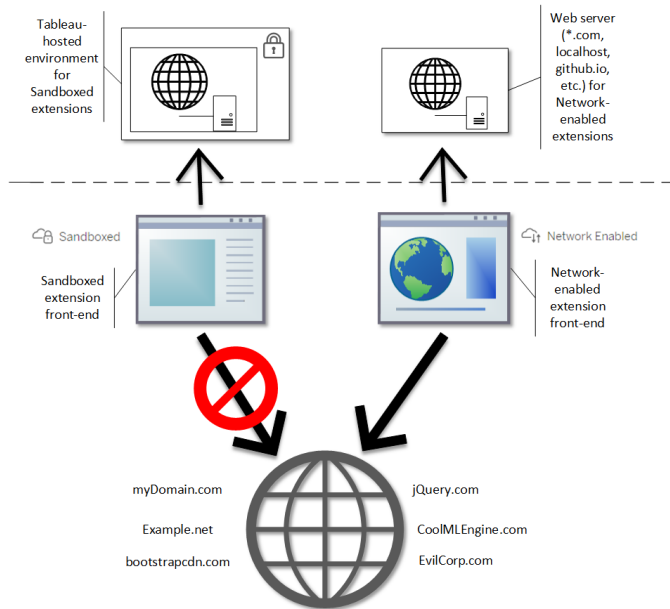 Tableau-
hosted
environment
for
Sandboxed
extensions
Web server
(*.com,
localhost,
github.io,
etc.) for
Network-
enabled
extensions
Sandboxed
Network Enabled
Sandboxed
extension
front-end
Network-
enabled
extension
front-end
myDomain.com
jQuery.com
Example.net
CoolMLEngine.com
bootstrapcdn.com
EvilCorp.com